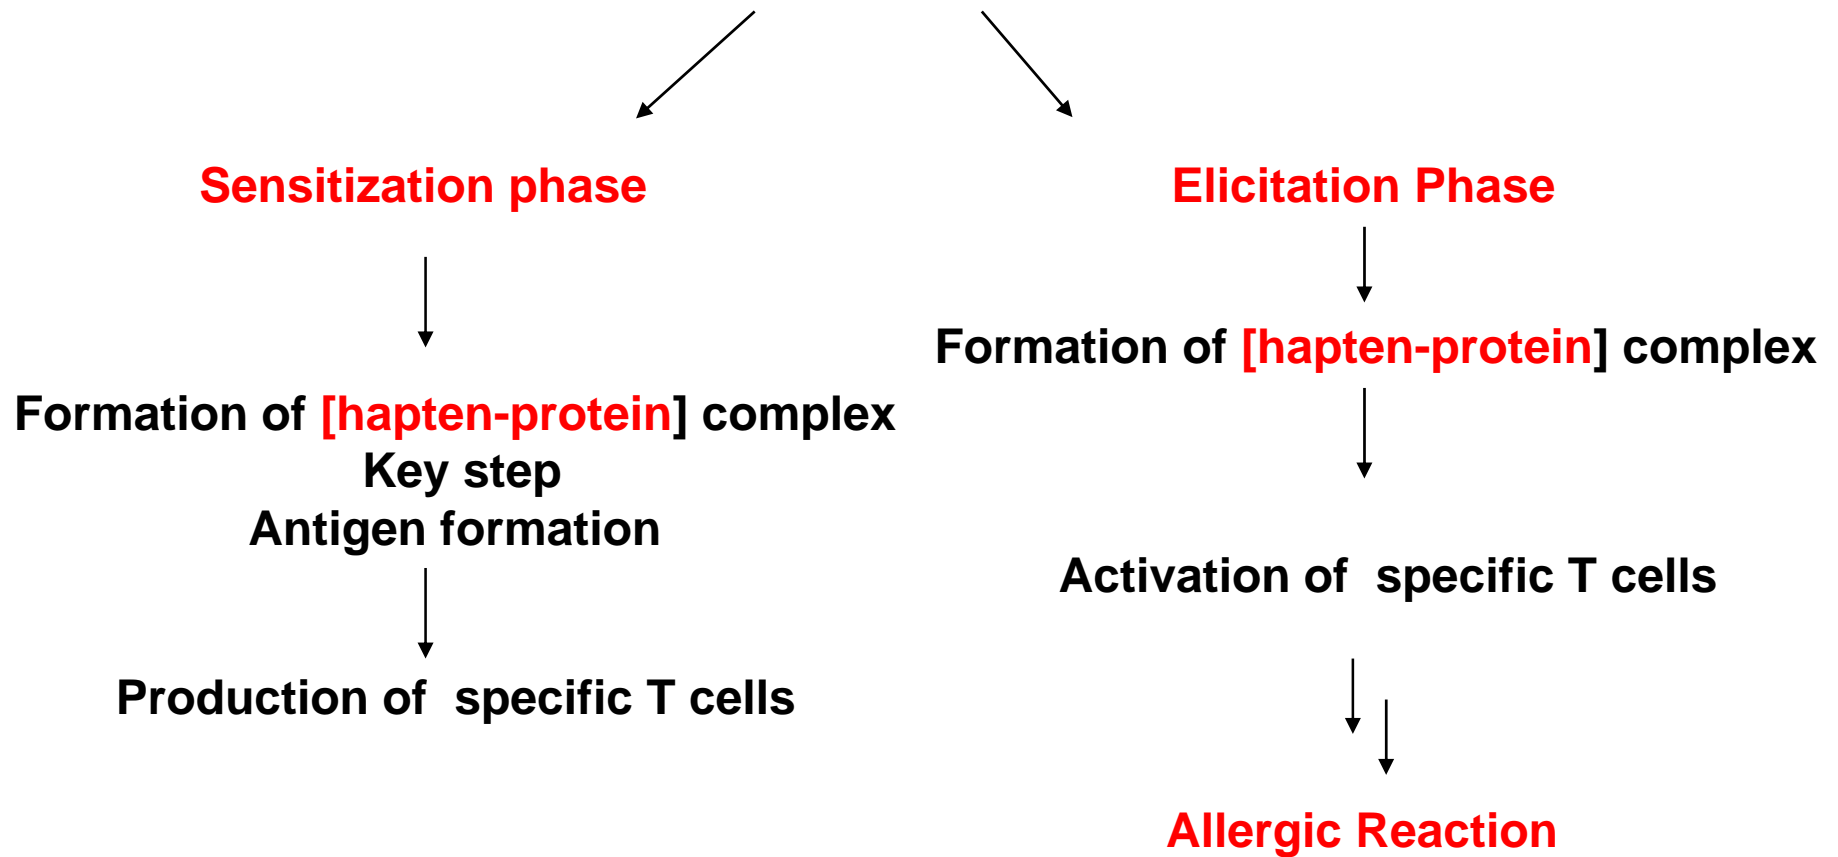 Sensitization phase
Formation of [hapten-protein] complex
Key step
Antigen formation
Production of  specific T cells
Elicitation Phase
Formation of [hapten-protein] complex
Activation of  specific T cells
Allergic Reaction